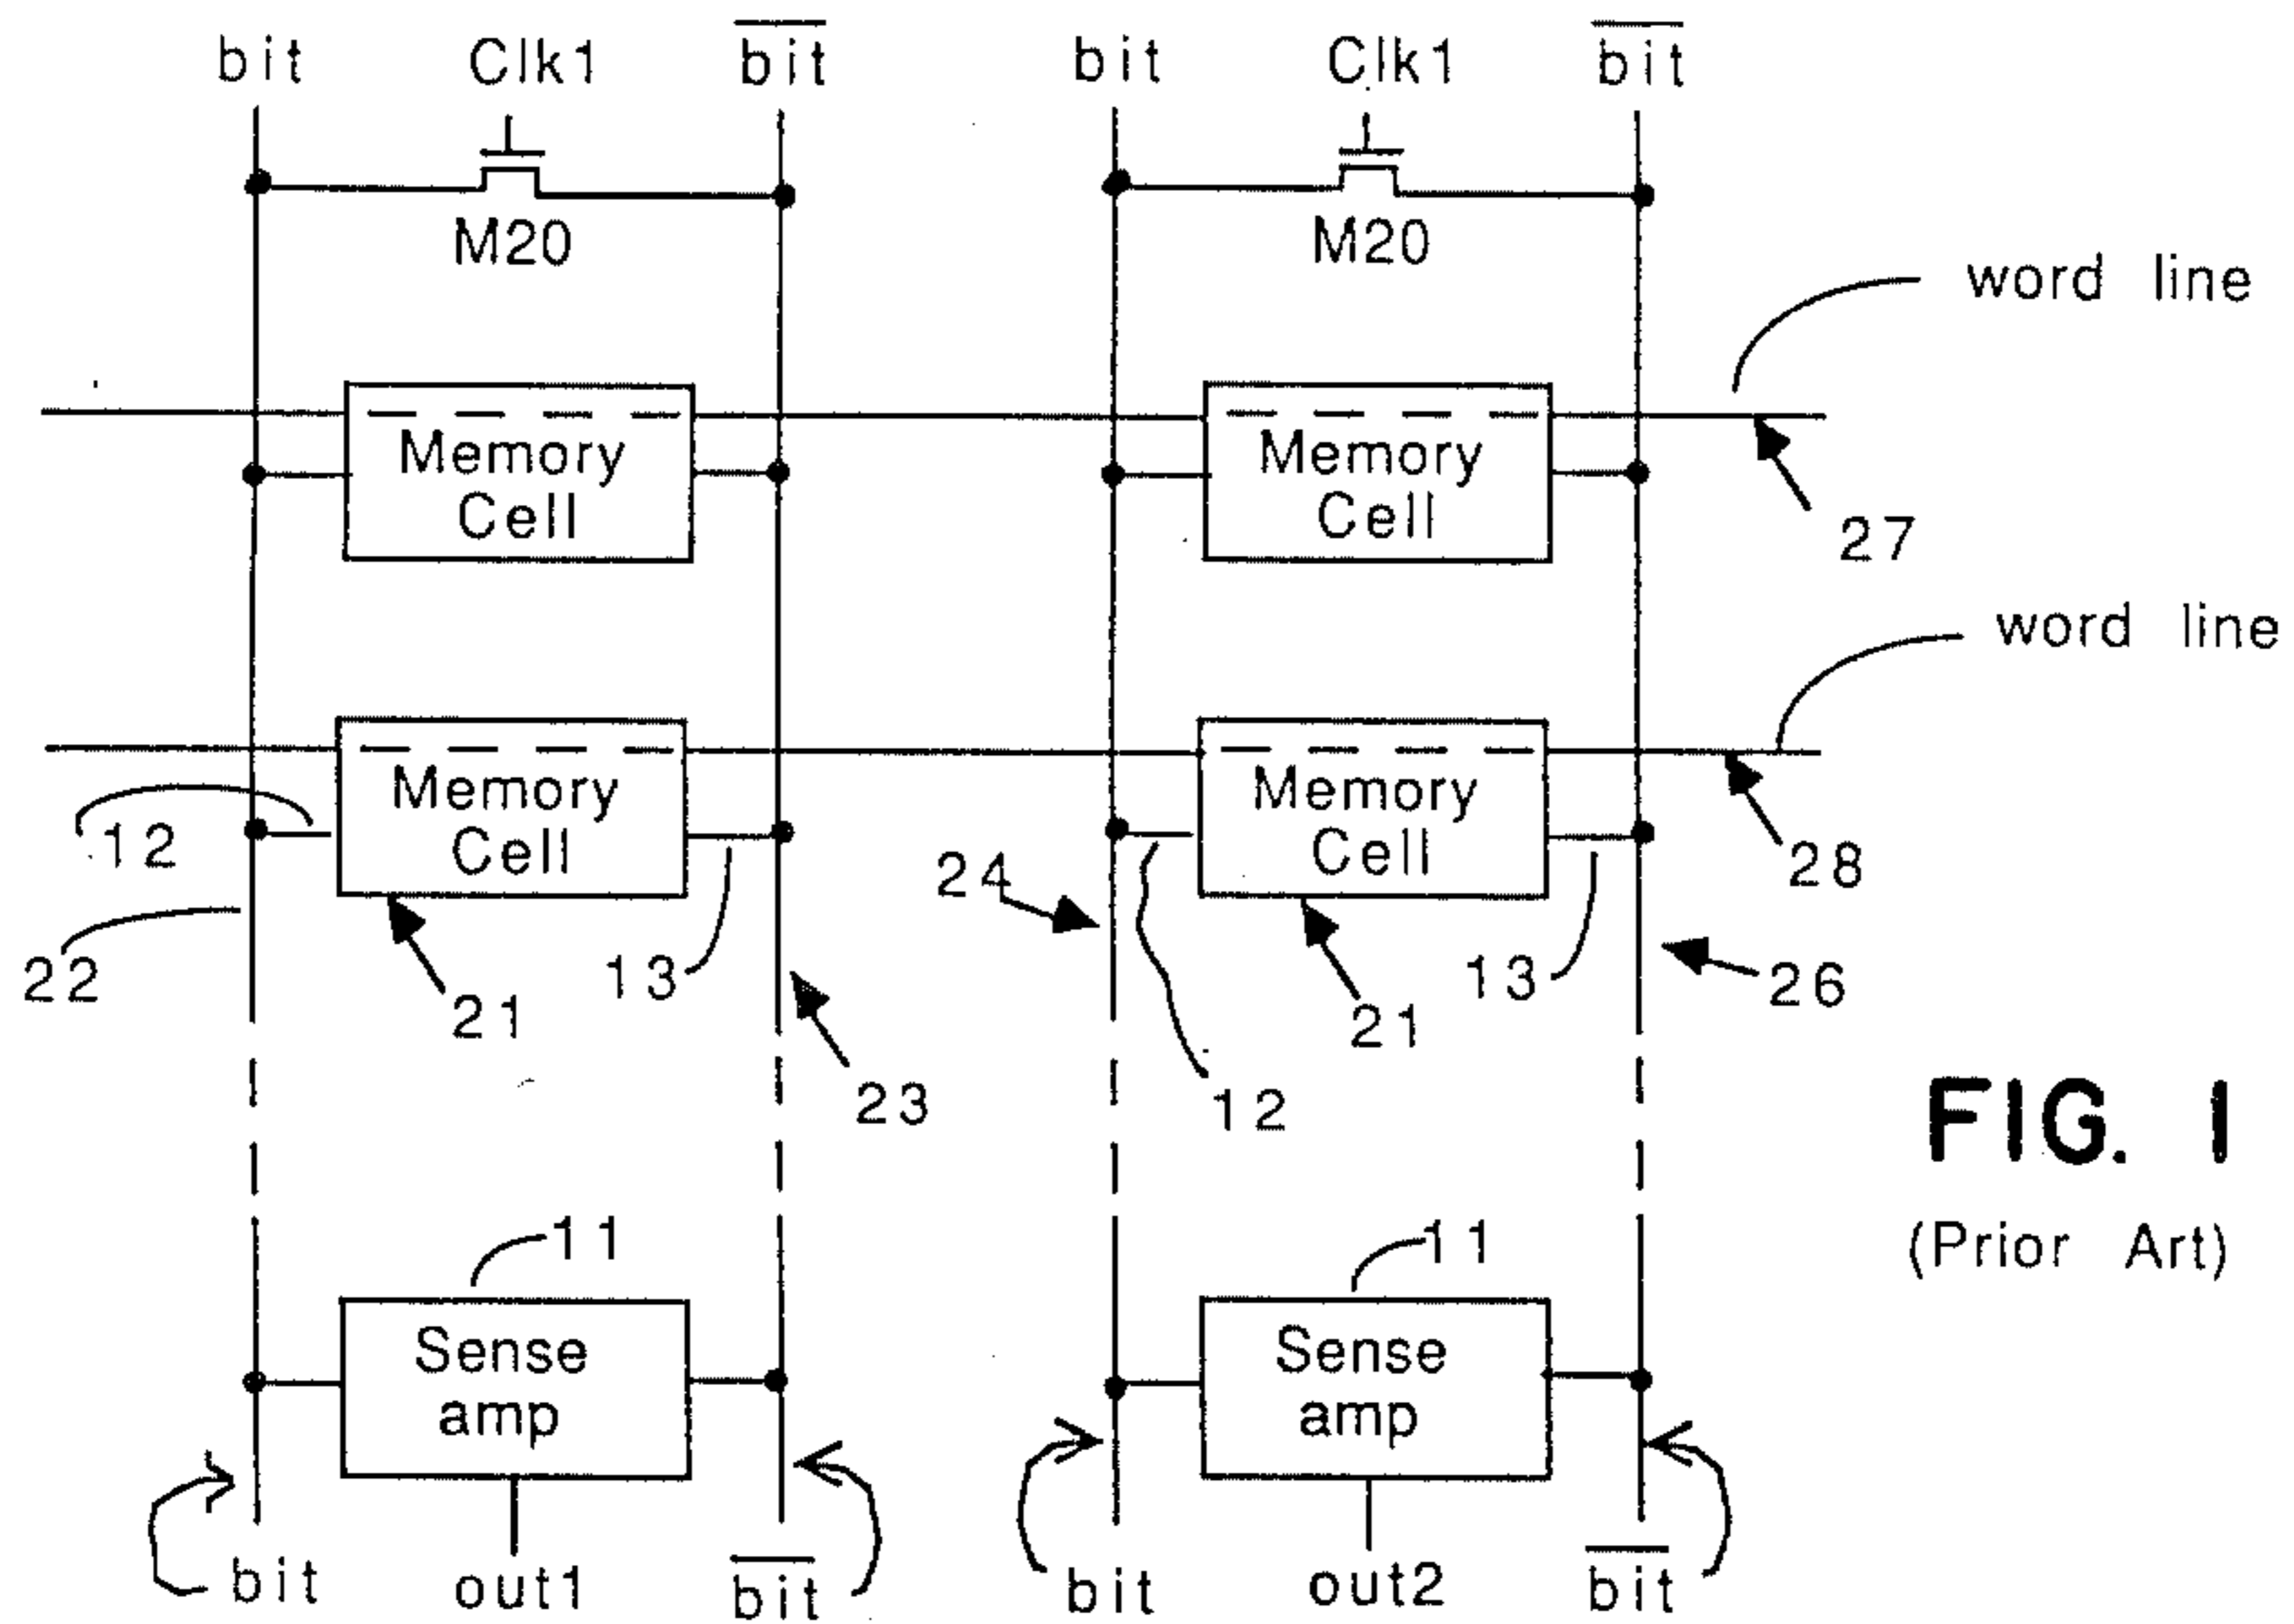 bit Clk1 bit bit Clk1 bit
M20 M20
word line
Memory Cell Memory Cell
27
word line
Memory Cell Memory Cell
12 24 28
22 21 13 21 13 26
23 12
FIG. 1
(Prior Art)
11 11
Sense amp Sense amp
bit out1 bit bit out2 bit